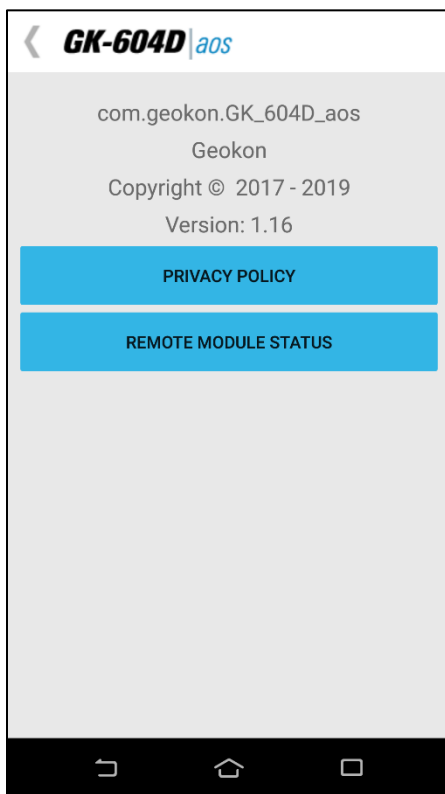 GK-604D aos
com.geokon.GK_604D_aos
Geokon
Copyright © 2017 - 2019
Version: 1.16
PRIVACY POLICY
REMOTE MODULE STATUS